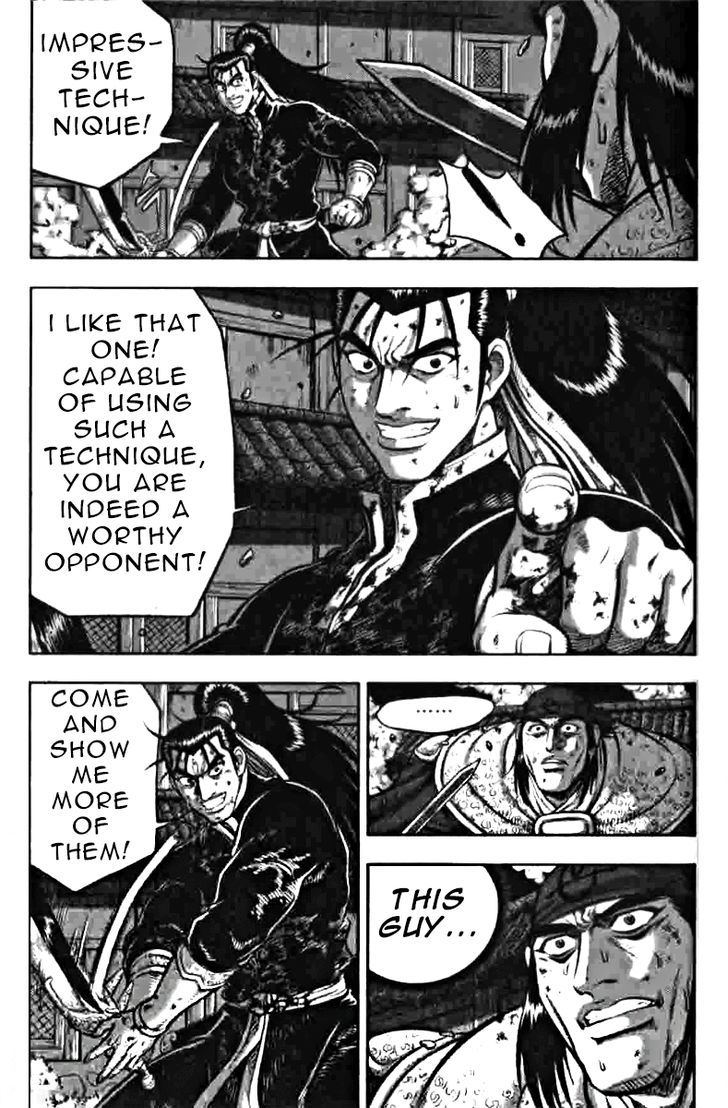 IMPRES-
SIVE
TECH-
NIQUE!
!
I LIKE THAT
ONE!
CAPABLE
OF USING
SUCH A
TECHNIQUE,
YOU ARE
INDEED A
WORTHY
OPPONENT!
COME
AND
SHOW
ME
MORE
OF
THEM!
......
THIS
GUY...